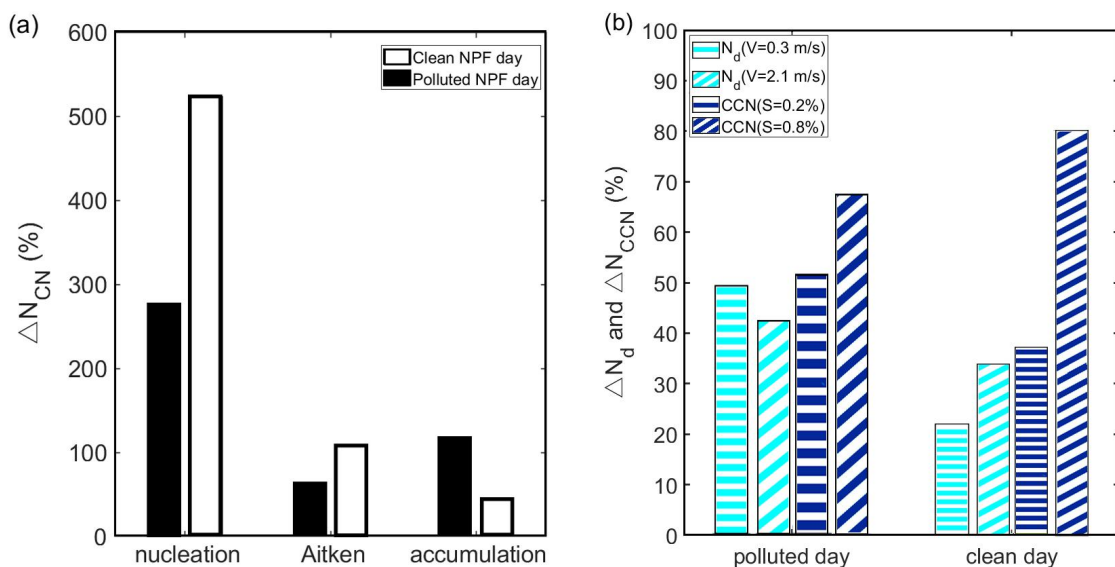 (a)
600
500
400
300
200
100
0
△N_CN (%)
Clean NPF day
Polluted NPF day
nucleation Aitken accumulation
(b)
100
90
80
70
60
50
40
30
20
10
0
△N_d and △N_CCN (%)
N_d(V=0.3 m/s)
N_d(V=2.1 m/s)
CCN(S=0.2%)
CCN(S=0.8%)
polluted day clean day